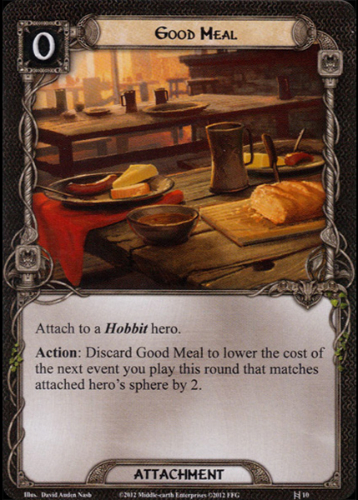 0
GOOD MEAL
Attach to a Hobbit hero.
Action: Discard Good Meal to lower the cost of
the next event you play this round that matches
attached hero's sphere by 2.
Illus. David Auden Nash ©2012 Middle-earth Enterprises ©2012 FFG 10
ATTACHMENT